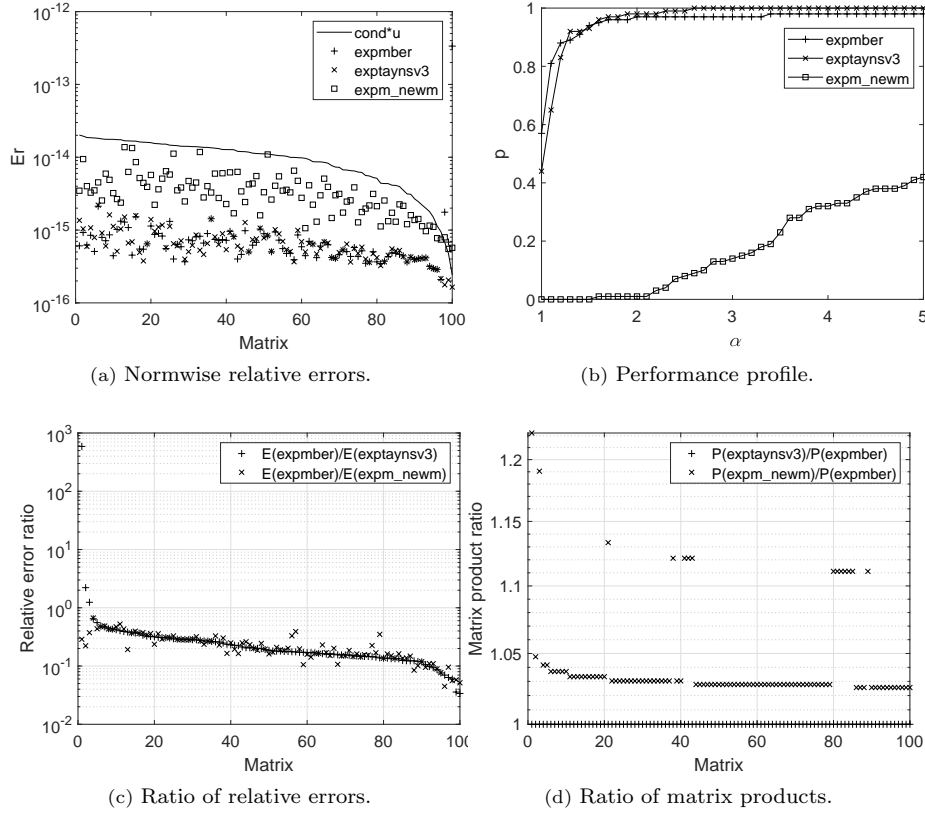 10^-12
10^-13
10^-14
10^-15
10^-16
Er
cond*u
expmber
exptaynsv3
expm_newm
0 20 40 60 80 100
Matrix
(a) Normwise relative errors.
1
0.8
0.6
0.4
0.2
0
p
expmber
exptaynsv3
expm_newm
1 2 3 4 5
α
(b) Performance profile.
10^3
10^2
10^1
10^0
10^-1
10^-2
Relative error ratio
E(expmber)/E(exptaynsv3)
E(expmber)/E(expm_newm)
0 20 40 60 80 100
Matrix
(c) Ratio of relative errors.
1.2
1.15
1.1
1.05
1
Matrix product ratio
P(exptaynsv3)/P(expmber)
P(expm_newm)/P(expmber)
0 20 40 60 80 100
Matrix
(d) Ratio of matrix products.